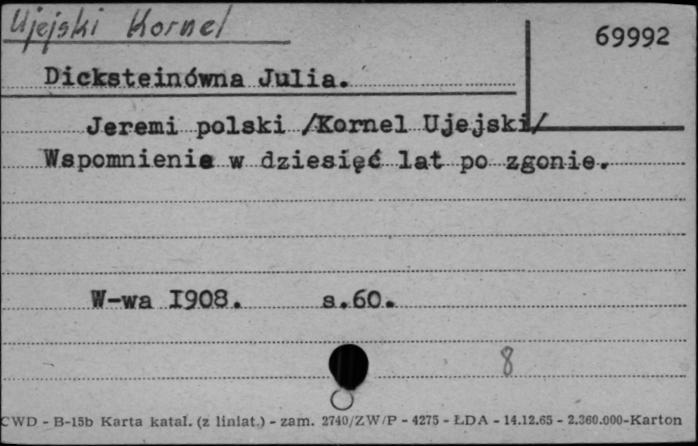 Ujejski Kornel
69992
Dicksteinówna Julia.
Jeremi polski /Kornel Ujejski/
Wspomnienie w dziesięć lat po zgonie.
W-wa I908. s.60.
8
CWD - B-15b Karta katal. (z liniat.) - zam. 2740/ZW/P - 4275 - ŁDA - 14.12.65 - 2.360.000-Karton